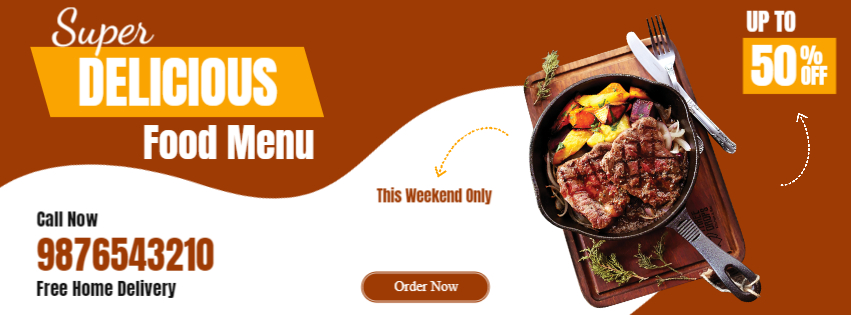 Super
DELICIOUS
Food Menu
UP TO
50% OFF
This Weekend Only
Call Now
9876543210
Free Home Delivery
Order Now